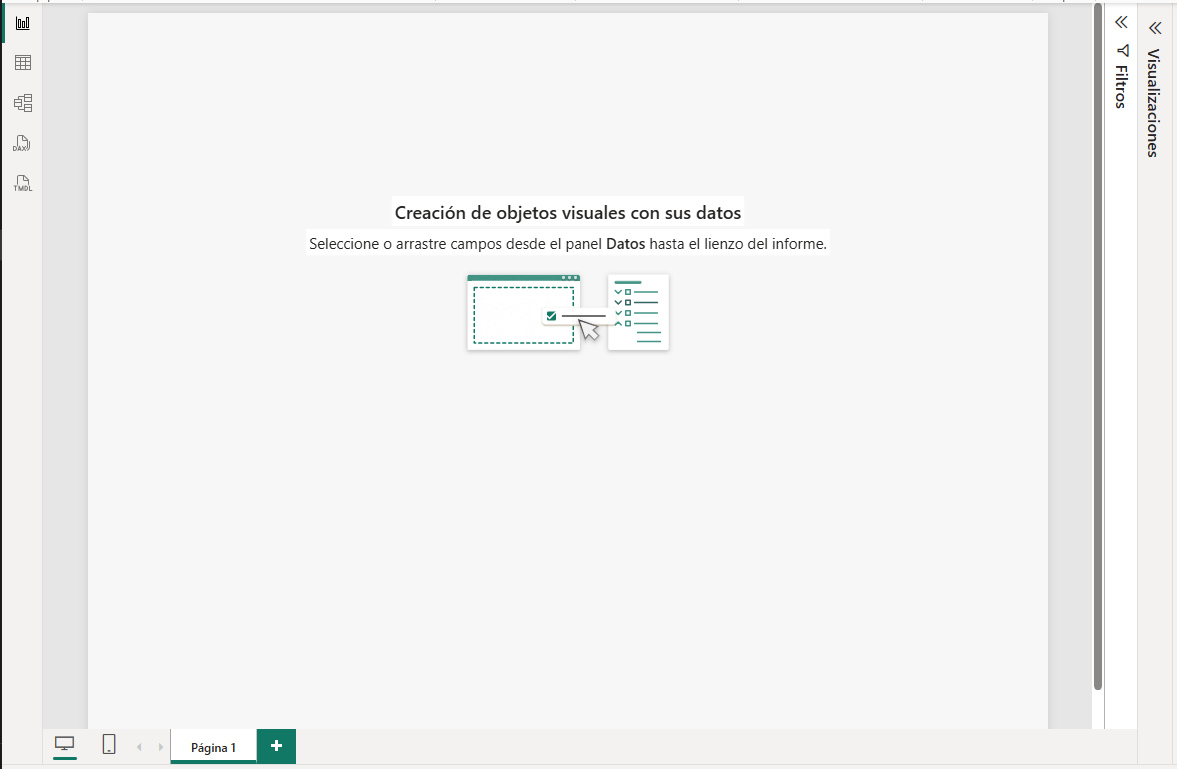 Filtros
Visualizaciones
DAX
TMDL
Creación de objetos visuales con sus datos
Seleccione o arrastre campos desde el panel Datos hasta el lienzo del informe.
Página 1